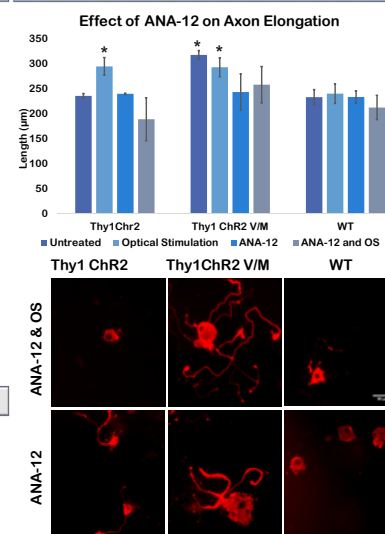 Effect of ANA-12 on Axon Elongation
350
300
250
200
150
100
50
0
Length (µm)
* * *
Thy1Chr2 Thy1 ChR2 V/M WT
Untreated Optical Stimulation ANA-12 ANA-12 and OS
Thy1 ChR2 Thy1ChR2 V/M WT
ANA-12 & OS
ANA-12